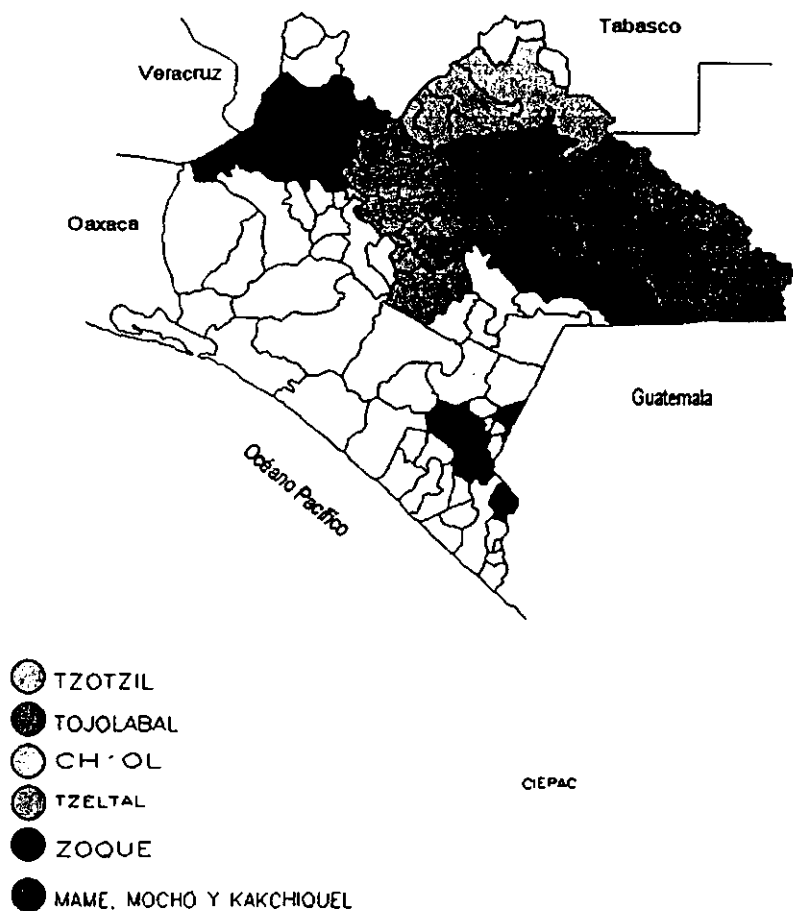 Tabasco
Veracruz
Oaxaca
Guatemala
Océano Pacífico
TZOTZIL
TOJOLABAL
CH´OL
CIEPAC
TZELTAL
ZOQUE
MAME, MOCHO Y KAKCHIQUEL